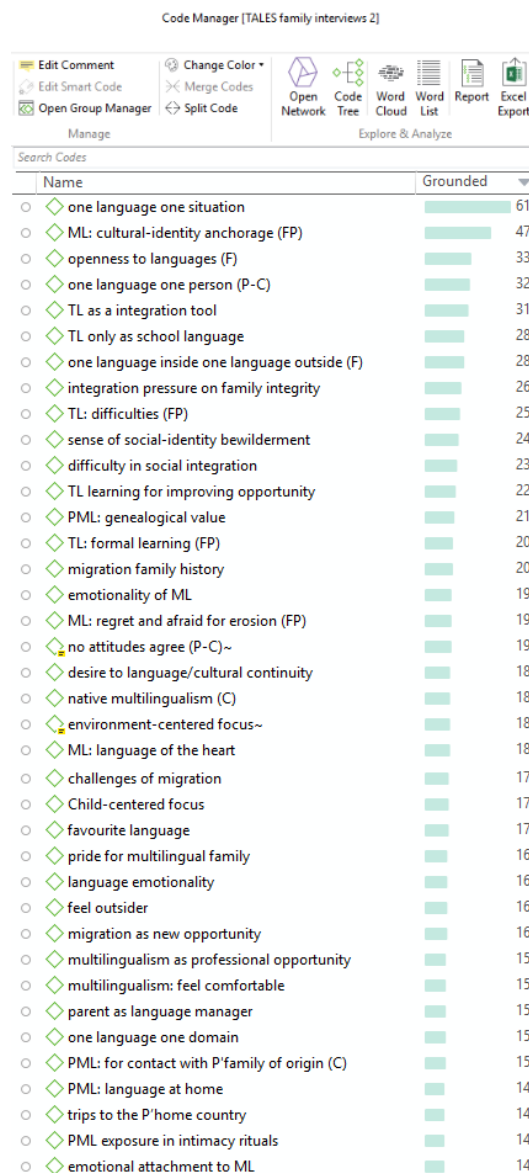 Code Manager [TALES family interviews 2]
Edit Comment
Edit Smart Code
Open Group Manager
Change Color
Merge Codes
Split Code
Manage
Open Network
Code Tree
Word Cloud
Word List
Report
Excel Export
Explore & Analyze
Search Codes
Name Grounded
one language one situation 61
ML: cultural-identity anchorage (FP) 47
openness to languages (F) 33
one language one person (P-C) 32
TL as a integration tool 31
TL only as school language 28
one language inside one language outside (F) 28
integration pressure on family integrity 26
TL: difficulties (FP) 25
sense of social-identity bewilderment 24
difficulty in social integration 23
TL learning for improving opportunity 22
PML: genealogical value 21
TL: formal learning (FP) 20
migration family history 20
emotionality of ML 19
ML: regret and afraid for erosion (FP) 19
no attitudes agree (P-C)~ 19
desire to language/cultural continuity 18
native multilingualism (C) 18
environment-centered focus~ 18
ML: language of the heart 18
challenges of migration 17
Child-centered focus 17
favourite language 17
pride for multilingual family 16
language emotionality 16
feel outsider 16
migration as new opportunity 16
multilingualism as professional opportunity 15
multilingualism: feel comfortable 15
parent as language manager 15
one language one domain 15
PML: for contact with P'family of origin (C) 15
PML: language at home 14
trips to the P'home country 14
PML exposure in intimacy rituals 14
emotional attachment to ML 14